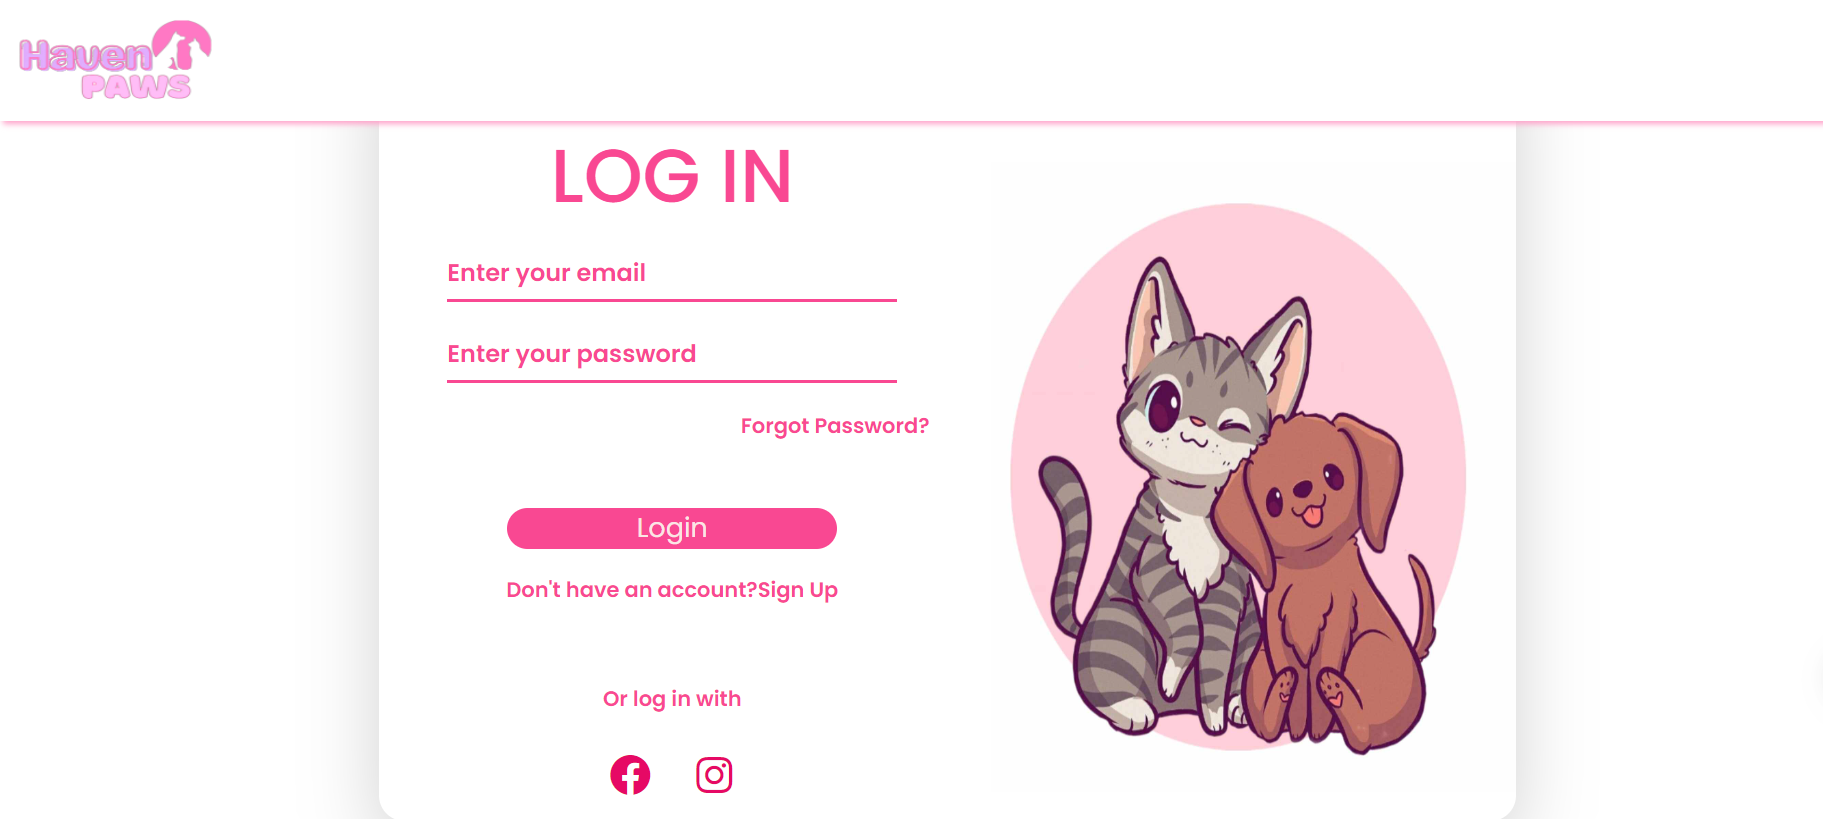 Haven
PAWS
LOG IN
Enter your email
Enter your password
Forgot Password?
Login
Don't have an account?Sign Up
Or log in with